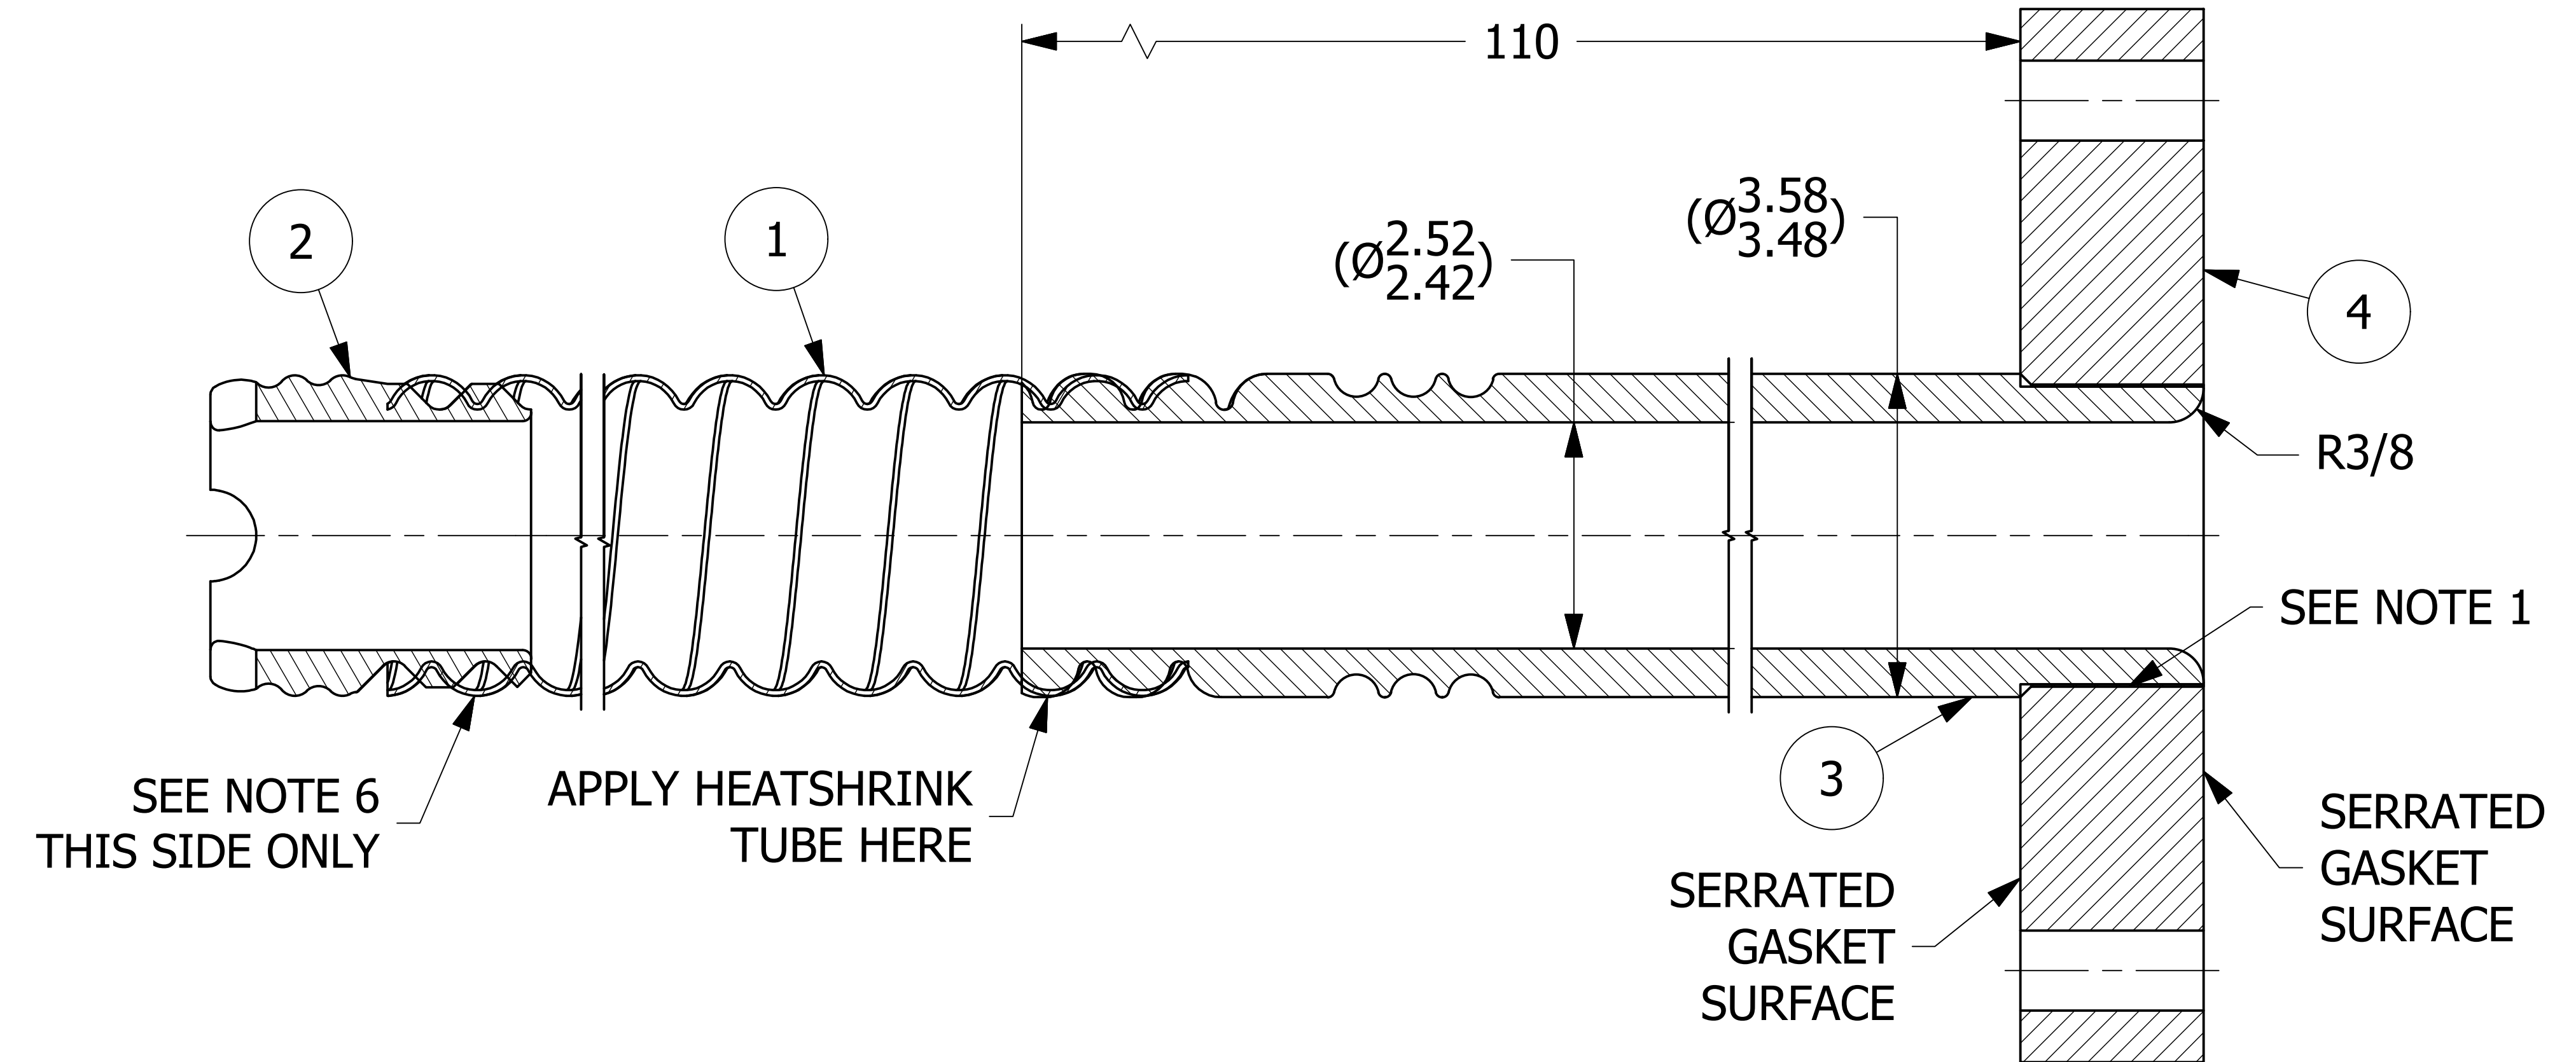 110
2
1
(Ø2.52
2.42)
(Ø3.58
3.48)
4
R3/8
SEE NOTE 1
3
SEE NOTE 6
THIS SIDE ONLY
APPLY HEATSHRINK
TUBE HERE
SERRATED
GASKET
SURFACE
SERRATED
GASKET
SURFACE